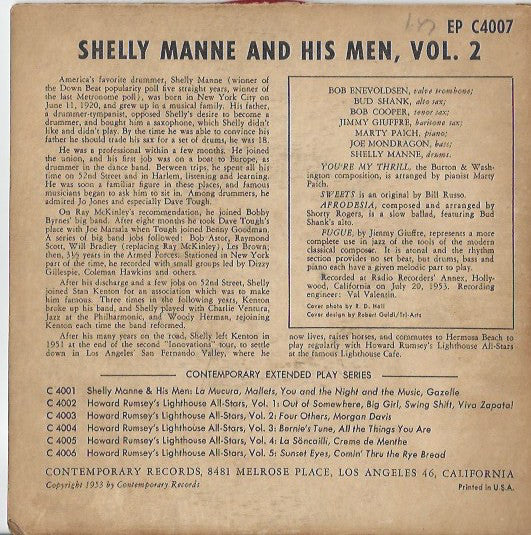 EP C4007
SHELLY MANNE AND HIS MEN, VOL. 2
America's favorite drummer, Shelly Manne (winner of
the Down Beat popularity poll five straight years, winner of
the last Metronome poll), was born in New York City on
June 11, 1920, and grew up in a musical family. His father,
a drummer-tympanist, opposed Shelly's desire to become a
drummer, and bought him a saxophone, which Shelly didn't
like and didn't play. By the time he was able to convince his
father he should trade his sax for a set of drums, he was 18.
He was a professional within a few months. He joined
the union, and his first job was on a boat to Europe, as
drummer in the dance band. Between trips, he spent all his
time on 52nd Street and in Harlem, listening and learning.
He was soon a familiar figure in these places, and famous
musicians began to ask him to sit in. Among drummers, he
admired Jo Jones and especially Dave Tough.
On Ray McKinley's recommendation, he joined Bobby
Byrnes' big band. After eight months he took Dave Tough's
place with Joe Marsala when Tough joined Benny Goodman.
A series of big band jobs followed: Bob Astor, Raymond
Scott, Will Bradley (replacing Ray McKinley), Les Brown;
then, 3½ years in the Armed Forces. Stationed in New York
part of the time, he recorded with small groups led by Dizzy
Gillespie, Coleman Hawkins and others.
After his discharge and a few jobs on 52nd Street, Shelly
joined Stan Kenton for an association which was to make
him famous. Three times in the following years, Kenton
broke up his band, and Shelly played with Charlie Ventura,
Jazz at the Philharmonic, and Woody Herman, rejoining
Kenton each time the band reformed.
After his many years on the road, Shelly left Kenton in
1951 at the end of the second "Innovations" tour, to settle
down in Los Angeles' San Fernando Valley, where he
BOB ENEVOLDSEN, valve trombone;
BUD SHANK, alto sax;
BOB COOPER, tenor sax;
JIMMY GIUFFRE, baritone sax;
MARTY PAICH, piano;
JOE MONDRAGON, bass;
SHELLY MANNE, drums.
YOU'RE MY THRILL, the Burton & Wash-
ington composition, is arranged by pianist Marty
Paich.
SWEETS is an original by Bill Russo.
AFRODESIA, composed and arranged by
Shorty Rogers, is a slow ballad, featuring Bud
Shank's alto.
FUGUE, by Jimmy Giuffre, represents a more
complete use in jazz of the tools of the modern
classical composer. It is atonal and the rhythm
section provides no set beat, but drums, bass and
piano each have a given melodic part to play.
Recorded at Radio Recorders' Annex, Holly-
wood, California on July 20, 1953. Recording
engineer: Val Valentin.
Cover photo by R. D. Hall
Cover design by Robert Guidi/Tri-Arts
now lives, raises horses, and commutes to Hermosa Beach to
play regularly with Howard Rumsey's Lighthouse All-Stars
at the famous Lighthouse Cafe.
CONTEMPORARY EXTENDED PLAY SERIES
C 4001 Shelly Manne & His Men: La Mucura, Mallets, You and the Night and the Music, Gazelle
C 4002 Howard Rumsey's Lighthouse All-Stars, Vol. 1: Out of Somewhere, Big Girl, Swing Shift, Viva Zapata!
C 4003 Howard Rumsey's Lighthouse All-Stars, Vol. 2: Four Others, Morgan Davis
C 4004 Howard Rumsey's Lighthouse All-Stars, Vol. 3: Bernie's Tune, All the Things You Are
C 4005 Howard Rumsey's Lighthouse All-Stars, Vol. 4: La Söncailli, Creme de Menthe
C 4006 Howard Rumsey's Lighthouse All-Stars, Vol. 5: Sunset Eyes, Comin' Thru the Rye Bread
CONTEMPORARY RECORDS, 8481 MELROSE PLACE, LOS ANGELES 46, CALIFORNIA
Copyright 1953 by Contemporary Records
Printed in U.S.A.